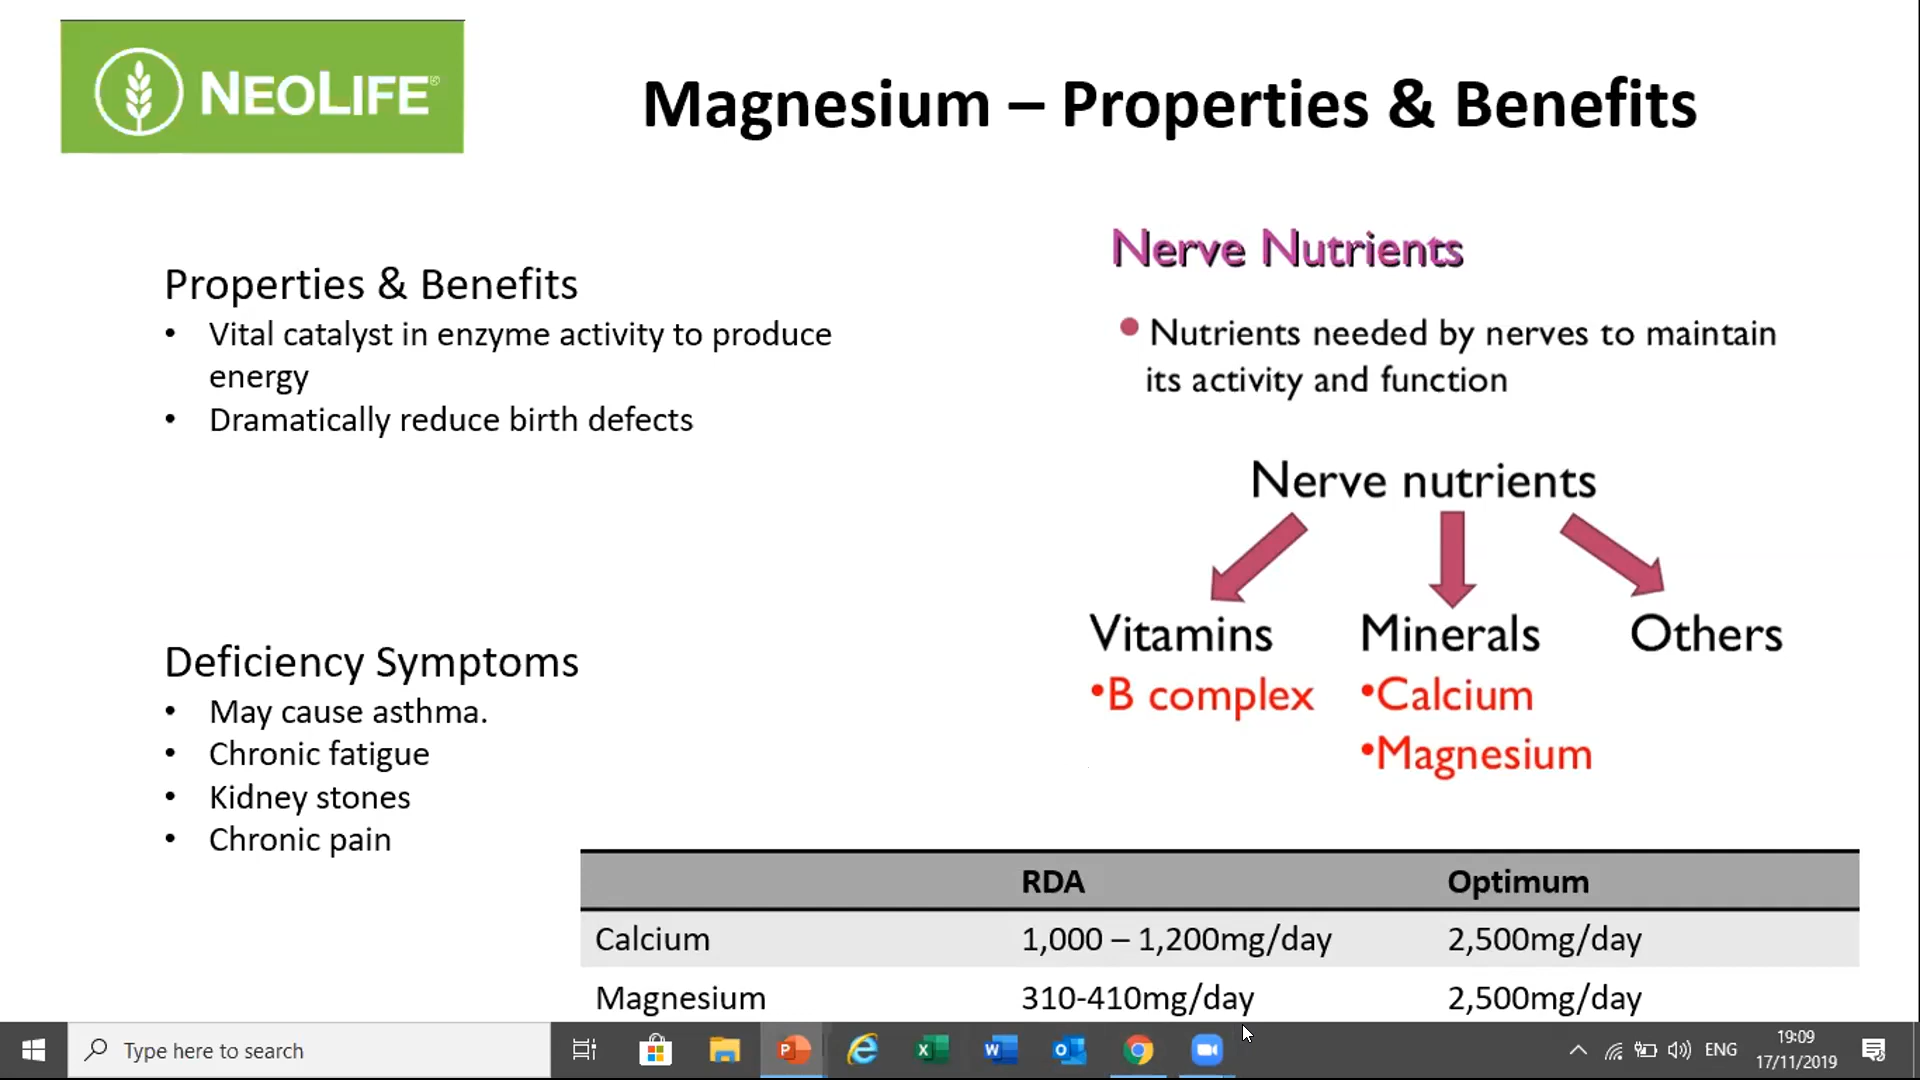 NEOLIFE®
Magnesium – Properties & Benefits
Properties & Benefits
• Vital catalyst in enzyme activity to produce
energy
• Dramatically reduce birth defects
Deficiency Symptoms
• May cause asthma.
• Chronic fatigue
• Kidney stones
• Chronic pain
Nerve Nutrients
• Nutrients needed by nerves to maintain
its activity and function
Nerve nutrients
Vitamins Minerals Others
•B complex •Calcium
•Magnesium
RDA Optimum
Calcium 1,000 – 1,200mg/day 2,500mg/day
Magnesium 310-410mg/day 2,500mg/day
Type here to search
ENG
19:09
17/11/2019